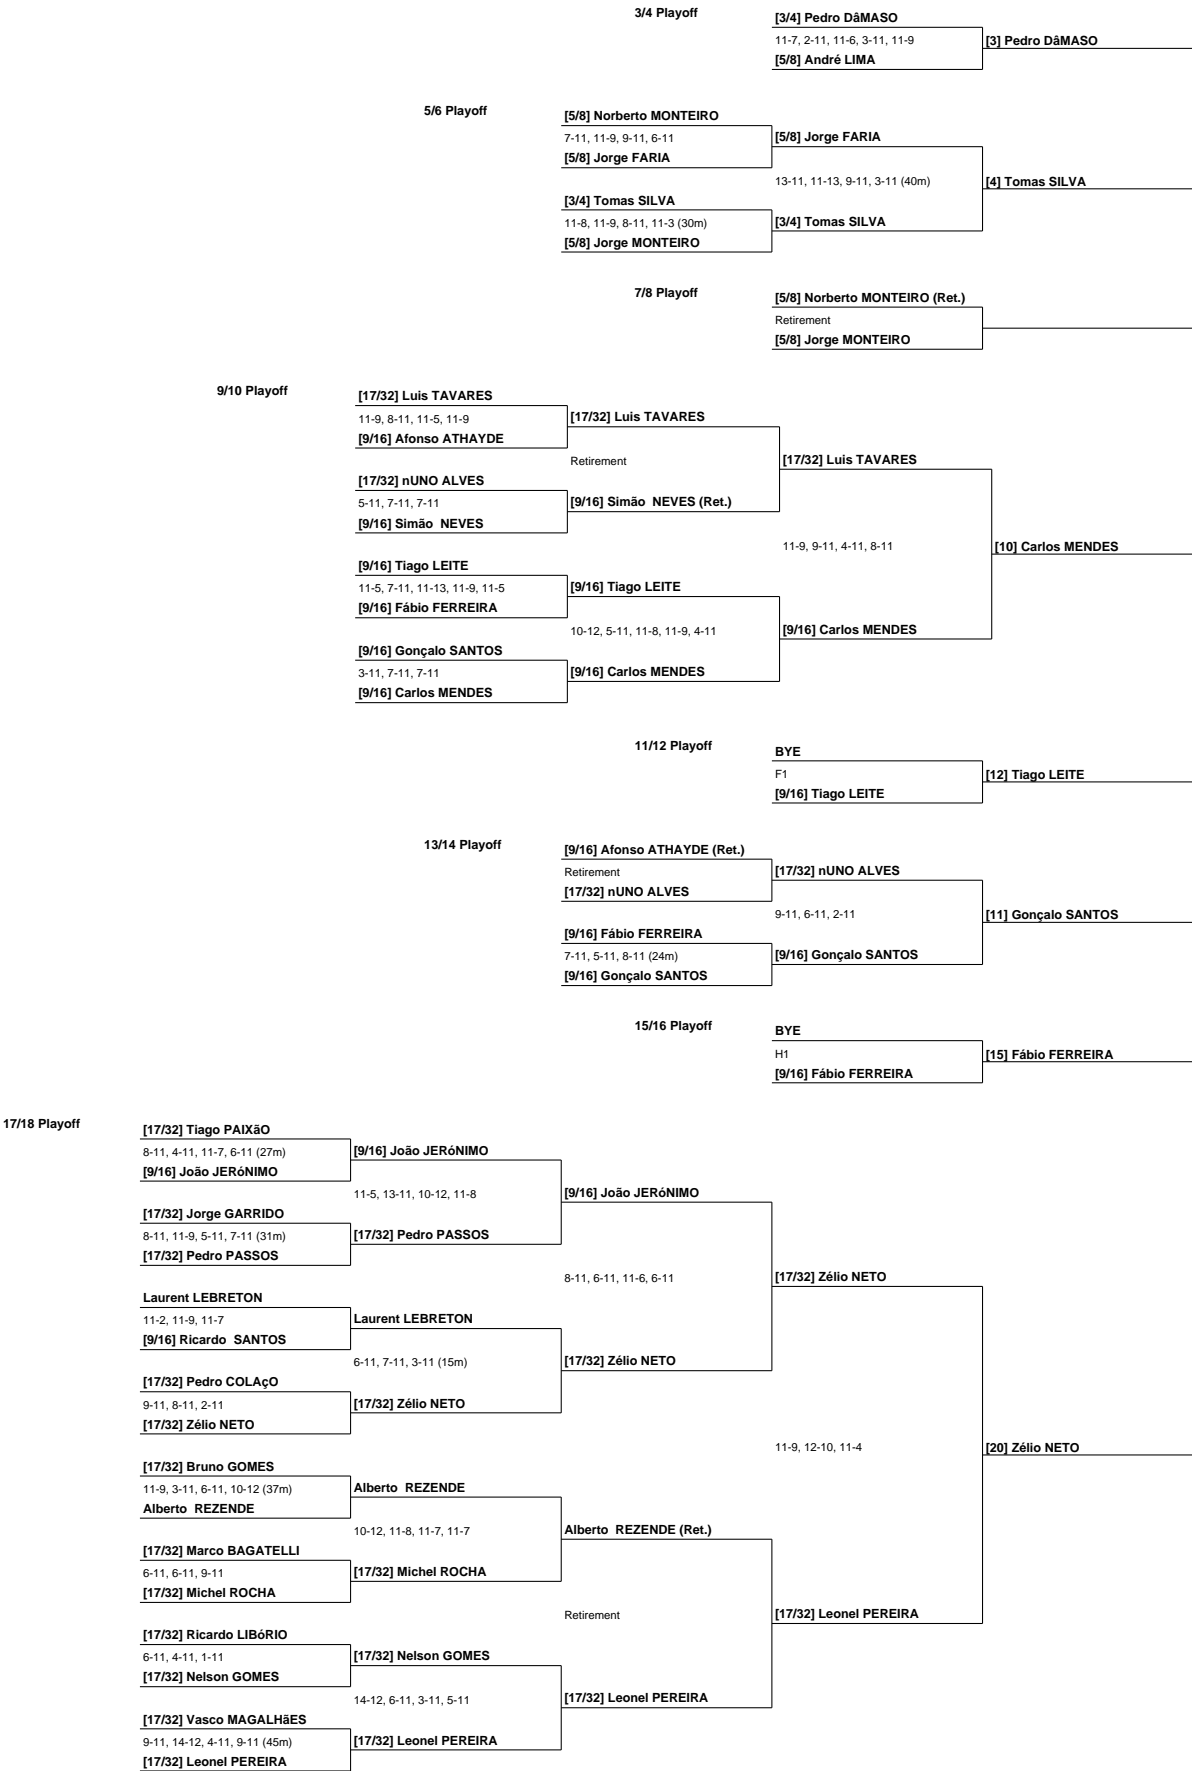 3/4 Playoff
[3/4] Pedro DâMASO
11-7, 2-11, 11-6, 3-11, 11-9
[3] Pedro DâMASO
[5/8] André LIMA
5/6 Playoff
[5/8] Norberto MONTEIRO
7-11, 11-9, 9-11, 6-11
[5/8] Jorge FARIA
[5/8] Jorge FARIA
13-11, 11-13, 9-11, 3-11 (40m)
[4] Tomas SILVA
[3/4] Tomas SILVA
11-8, 11-9, 8-11, 11-3 (30m)
[3/4] Tomas SILVA
[5/8] Jorge MONTEIRO
7/8 Playoff
[5/8] Norberto MONTEIRO (Ret.)
Retirement
[5/8] Jorge MONTEIRO
9/10 Playoff
[17/32] Luis TAVARES
11-9, 8-11, 11-5, 11-9
[17/32] Luis TAVARES
[9/16] Afonso ATHAYDE
Retirement
[17/32] Luis TAVARES
[17/32] nUNO ALVES
5-11, 7-11, 7-11
[9/16] Simão  NEVES (Ret.)
[9/16] Simão  NEVES
11-9, 9-11, 4-11, 8-11
[10] Carlos MENDES
[9/16] Tiago LEITE
11-5, 7-11, 11-13, 11-9, 11-5
[9/16] Tiago LEITE
[9/16] Fábio FERREIRA
10-12, 5-11, 11-8, 11-9, 4-11
[9/16] Carlos MENDES
[9/16] Gonçalo SANTOS
3-11, 7-11, 7-11
[9/16] Carlos MENDES
[9/16] Carlos MENDES
11/12 Playoff
BYE
F1
[12] Tiago LEITE
[9/16] Tiago LEITE
13/14 Playoff
[9/16] Afonso ATHAYDE (Ret.)
Retirement
[17/32] nUNO ALVES
[17/32] nUNO ALVES
9-11, 6-11, 2-11
[11] Gonçalo SANTOS
[9/16] Fábio FERREIRA
7-11, 5-11, 8-11 (24m)
[9/16] Gonçalo SANTOS
[9/16] Gonçalo SANTOS
15/16 Playoff
BYE
H1
[15] Fábio FERREIRA
[9/16] Fábio FERREIRA
17/18 Playoff
[17/32] Tiago PAIXãO
8-11, 4-11, 11-7, 6-11 (27m)
[9/16] João JERóNIMO
[9/16] João JERóNIMO
11-5, 13-11, 10-12, 11-8
[9/16] João JERóNIMO
[17/32] Jorge GARRIDO
8-11, 11-9, 5-11, 7-11 (31m)
[17/32] Pedro PASSOS
[17/32] Pedro PASSOS
8-11, 6-11, 11-6, 6-11
[17/32] Zélio NETO
Laurent LEBRETON
11-2, 11-9, 11-7
Laurent LEBRETON
[9/16] Ricardo  SANTOS
6-11, 7-11, 3-11 (15m)
[17/32] Zélio NETO
[17/32] Pedro COLAçO
9-11, 8-11, 2-11
[17/32] Zélio NETO
[17/32] Zélio NETO
11-9, 12-10, 11-4
[20] Zélio NETO
[17/32] Bruno GOMES
11-9, 3-11, 6-11, 10-12 (37m)
Alberto  REZENDE
Alberto  REZENDE
10-12, 11-8, 11-7, 11-7
Alberto  REZENDE (Ret.)
[17/32] Marco BAGATELLI
6-11, 6-11, 9-11
[17/32] Michel ROCHA
[17/32] Michel ROCHA
Retirement
[17/32] Leonel PEREIRA
[17/32] Ricardo LIBóRIO
6-11, 4-11, 1-11
[17/32] Nelson GOMES
[17/32] Nelson GOMES
14-12, 6-11, 3-11, 5-11
[17/32] Leonel PEREIRA
[17/32] Vasco MAGALHãES
9-11, 14-12, 4-11, 9-11 (45m)
[17/32] Leonel PEREIRA
[17/32] Leonel PEREIRA